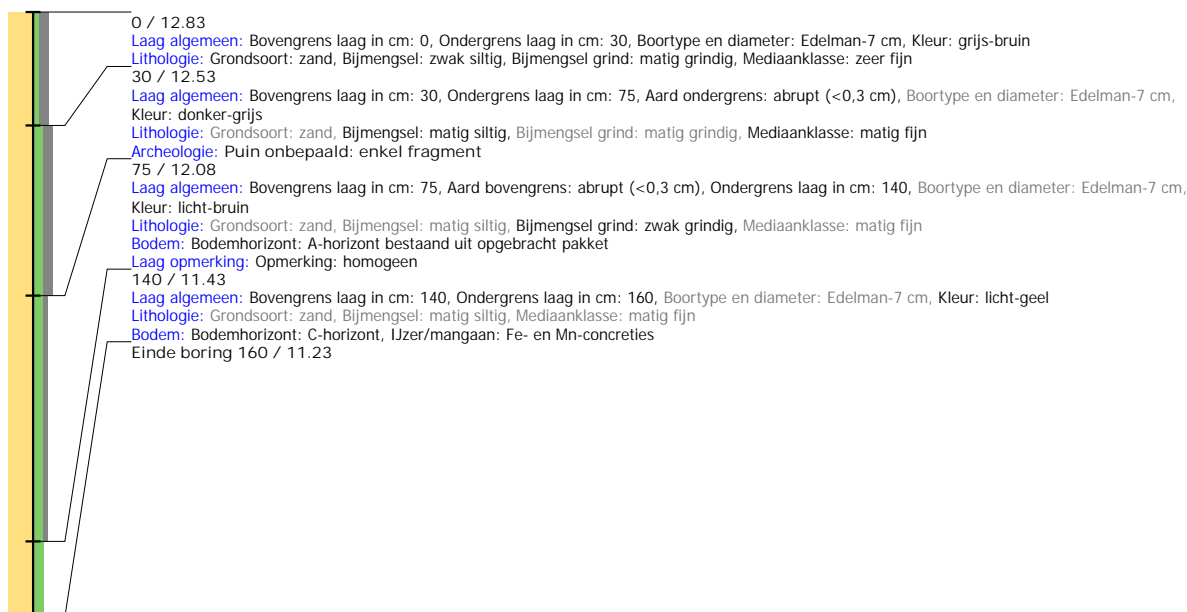 0 / 12.83
Laag algemeen: Bovengrens laag in cm: 0, Ondergrens laag in cm: 30, Boortype en diameter: Edelman-7 cm, Kleur: grijs-bruin
Lithologie: Grondsoort: zand, Bijmengsel: zwak siltig, Bijmengsel grind: matig grindig, Mediaanklasse: zeer fijn
30 / 12.53
Laag algemeen: Bovengrens laag in cm: 30, Ondergrens laag in cm: 75, Aard ondergrens: abrupt (<0,3 cm), Boortype en diameter: Edelman-7 cm,
Kleur: donker-grijs
Lithologie: Grondsoort: zand, Bijmengsel: matig siltig, Bijmengsel grind: matig grindig, Mediaanklasse: matig fijn
Archeologie: Puin onbepaald: enkel fragment
75 / 12.08
Laag algemeen: Bovengrens laag in cm: 75, Aard bovengrens: abrupt (<0,3 cm), Ondergrens laag in cm: 140, Boortype en diameter: Edelman-7 cm,
Kleur: licht-bruin
Lithologie: Grondsoort: zand, Bijmengsel: matig siltig, Bijmengsel grind: zwak grindig, Mediaanklasse: matig fijn
Bodem: Bodemhorizont: A-horizont bestaand uit opgebracht pakket
Laag opmerking: Opmerking: homogeen
140 / 11.43
Laag algemeen: Bovengrens laag in cm: 140, Ondergrens laag in cm: 160, Boortype en diameter: Edelman-7 cm, Kleur: licht-geel
Lithologie: Grondsoort: zand, Bijmengsel: matig siltig, Mediaanklasse: matig fijn
Bodem: Bodemhorizont: C-horizont, IJzer/mangaan: Fe- en Mn-concreties
Einde boring 160 / 11.23